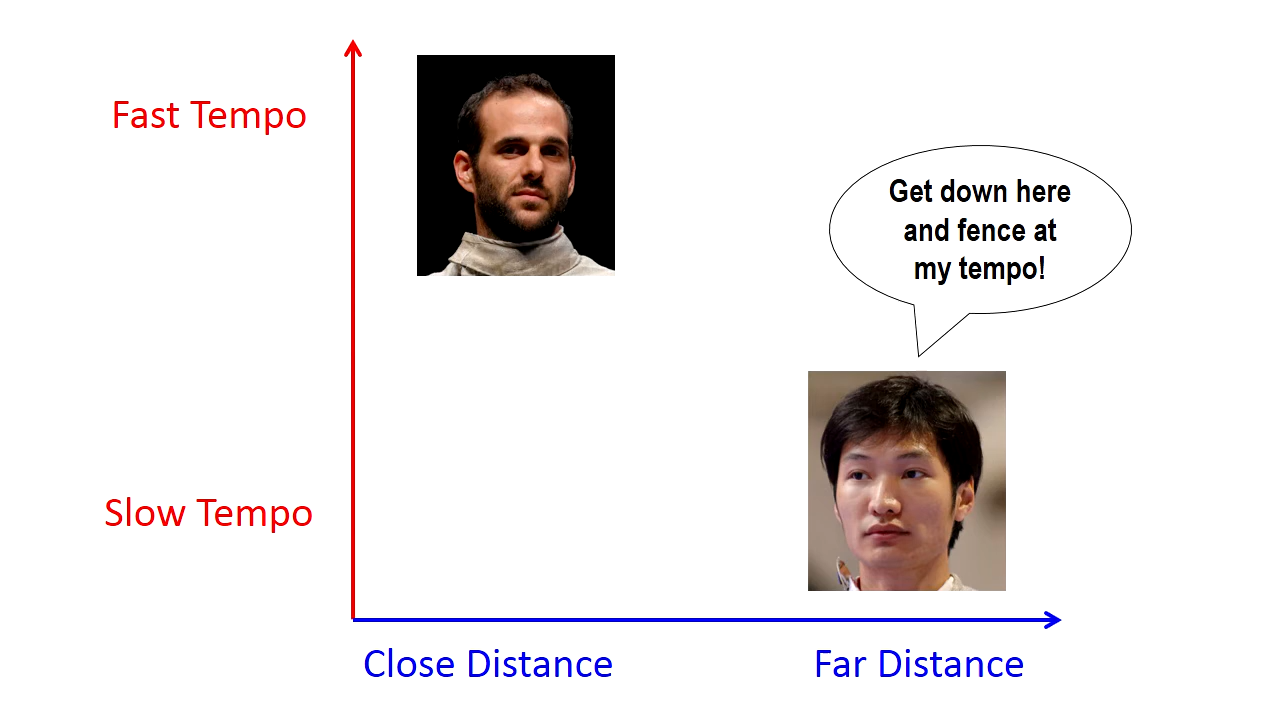 Fast Tempo
Get down here
and fence at
my tempo!
Slow Tempo
Close Distance
Far Distance